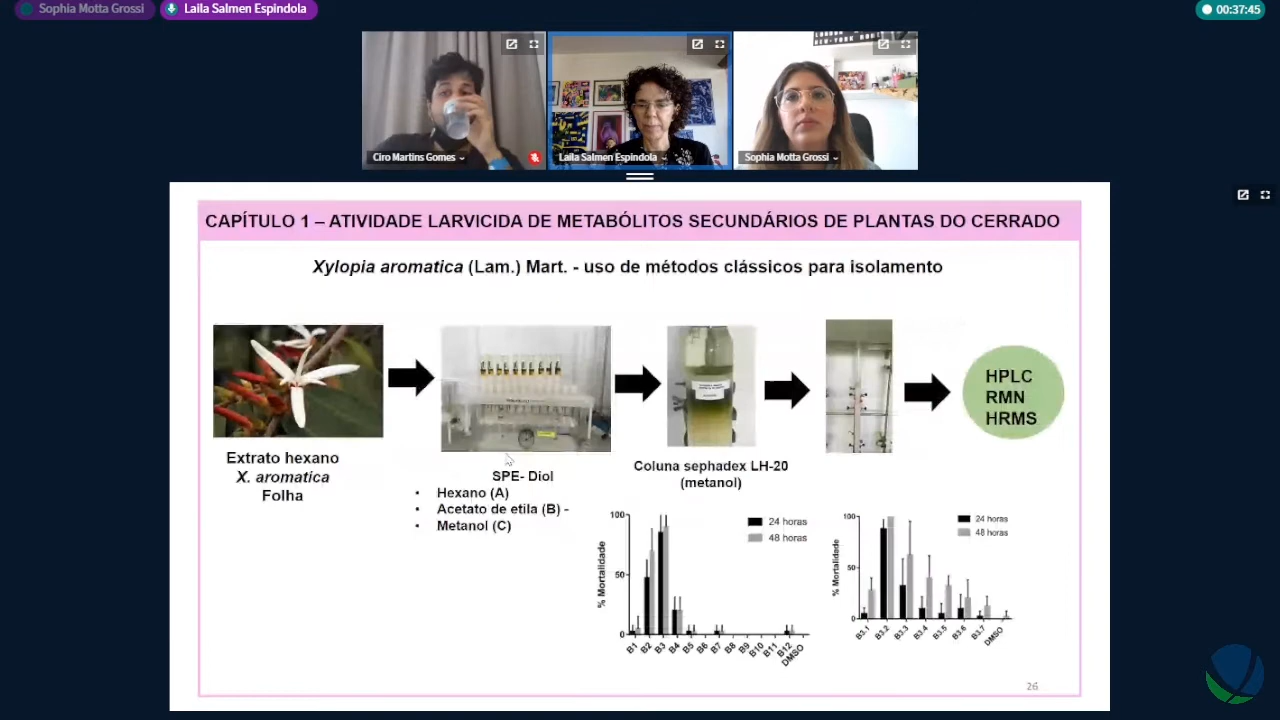 Sophia Motta Grossi
Laila Salmen Espindola
00:37:45
Ciro Martins Gomes
Laila Salmen Espindola
Sophia Motta Grossi
CAPÍTULO 1 – ATIVIDADE LARVICIDA DE METABÓLITOS SECUNDÁRIOS DE PLANTAS DO CERRADO
Xylopia aromatica (Lam.) Mart. - uso de métodos clássicos para isolamento
HPLC
RMN
HRMS
Extrato hexano
X. aromatica
Folha
SPE- Diol
• Hexano (A)
• Acetato de etila (B) -
• Metanol (C)
Coluna sephadex LH-20
(metanol)
% Mortalidade
100
50
0
24 horas
48 horas
B1
B2
B3
B4
B5
B6
B7
B8
B9
B10
B11
B12
DMSO
% Mortalidade
100
50
0
24 horas
48 horas
B3.1
B3.2
B3.3
B3.4
B3.5
B3.6
B3.7
DMSO
26